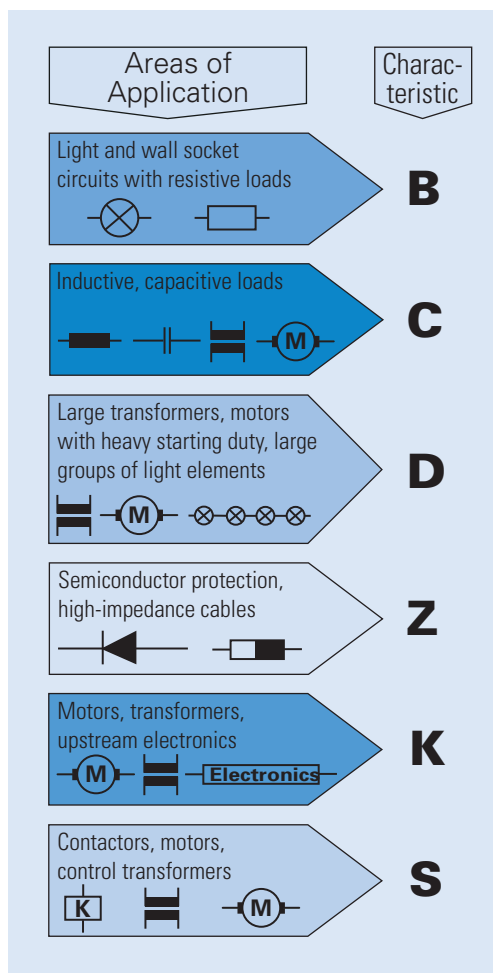 Areas of
Application
Charac-
teristic
Light and wall socket
circuits with resistive loads
B
Inductive, capacitive loads
M
C
Large transformers, motors
with heavy starting duty, large
groups of light elements
M
D
Semiconductor protection,
high-impedance cables
Z
Motors, transformers,
upstream electronics
M
Electronics
K
Contactors, motors,
control transformers
K
M
S